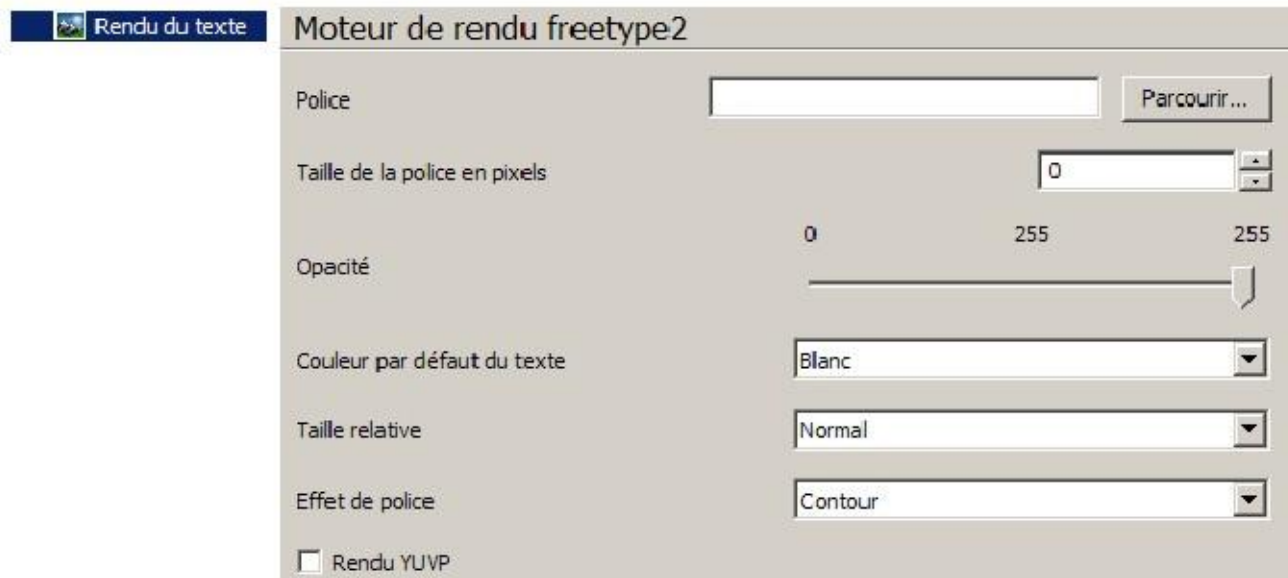 Rendu du texte
Moteur de rendu freetype2
Police
Parcourir...
Taille de la police en pixels
0
0 255 255
Opacité
Couleur par défaut du texte
Blanc
Taille relative
Normal
Effet de police
Contour
Rendu YUVP